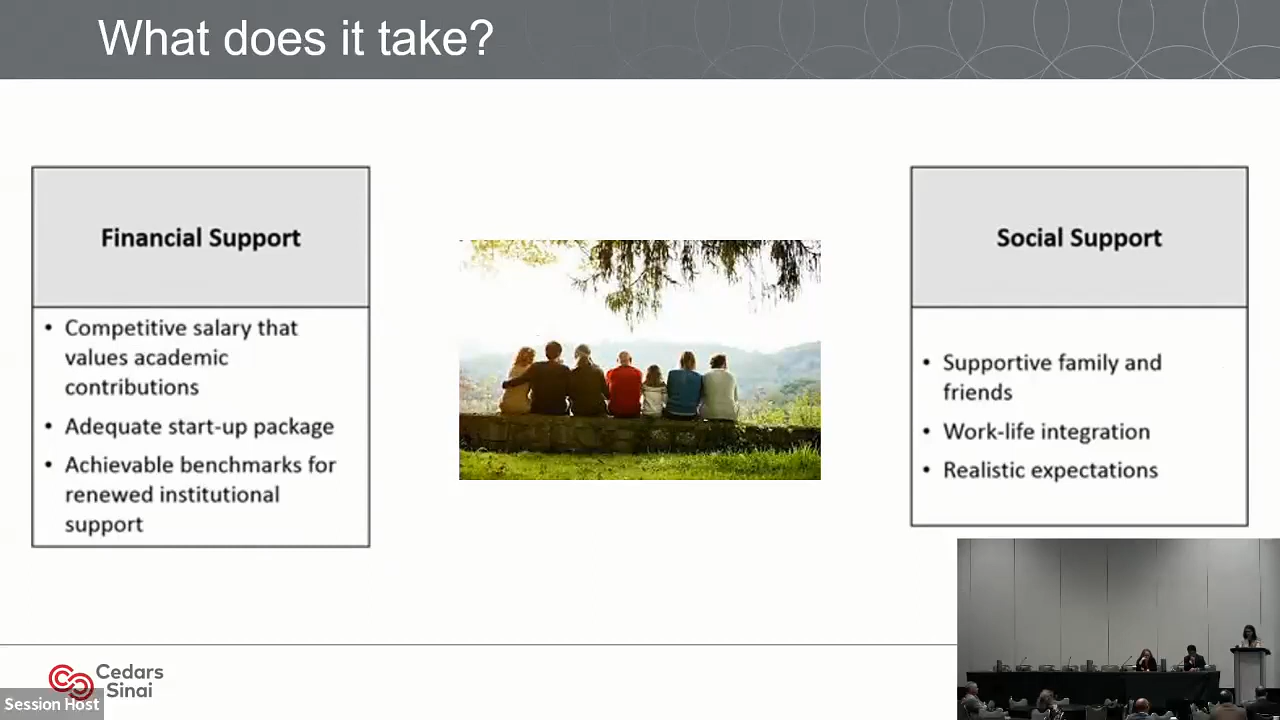 What does it take?
Financial Support
• Competitive salary that
values academic
contributions
• Adequate start-up package
• Achievable benchmarks for
renewed institutional
support
Social Support
• Supportive family and
friends
• Work-life integration
• Realistic expectations
Cedars
Sinai
Session Host